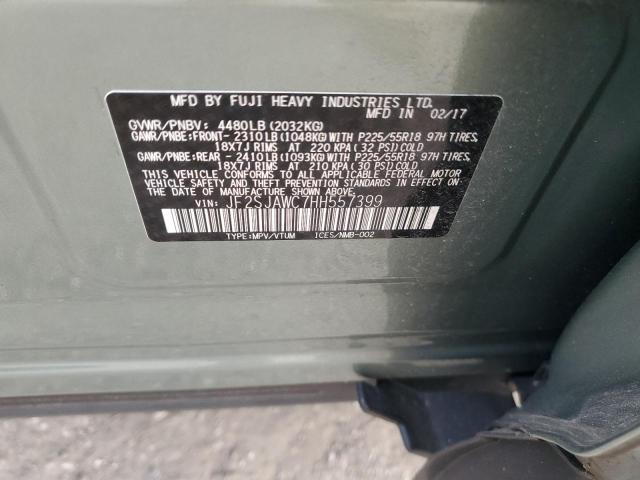 MFD BY FUJI HEAVY INDUSTRIES LTD.
MFD IN 02/17
GVWR/PNBV: 4480LB (2032KG)
GAWR/PNBE:FRONT- 2310LB (1048KG) WITH P225/55R18 97H TIRES,
18X7J RIMS AT 220 KPA ( 32 PSI) COLD
GAWR/PNBE:REAR - 2410LB (1093KG) WITH P225/55R18 97H TIRES,
18X7J RIMS AT 210 KPA ( 30 PSI) COLD
THIS VEHICLE CONFORMS TO ALL APPLICABLE FEDERAL MOTOR
VEHICLE SAFETY STANDARDS IN EFFECT ON THE DATE OF
MANUFACTURE SHOWN ABOVE.
VIN: JF2SJAWC7HH557399
TYPE:MPV/VTUM ICES/NMB-002